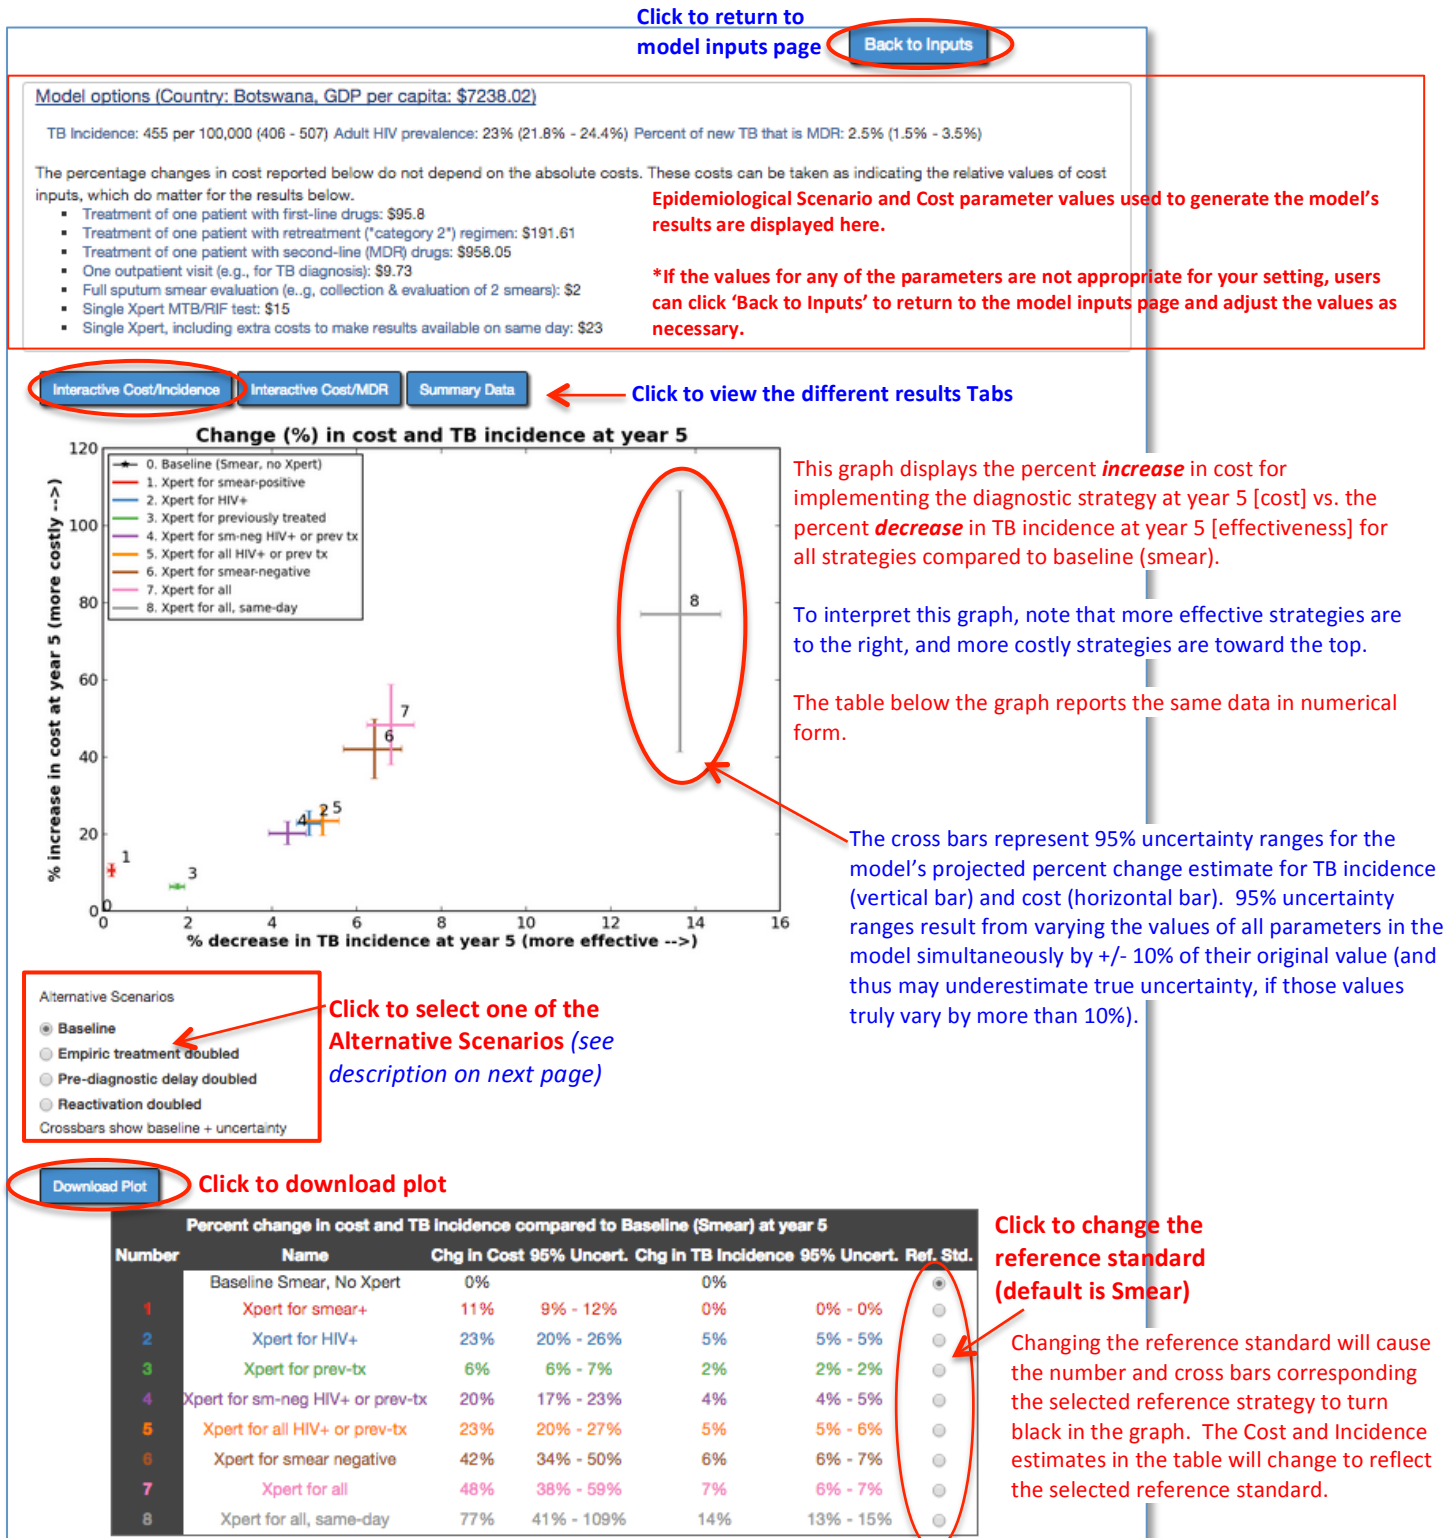 Click to return to
model inputs page
Back to Inputs
Model options (Country: Botswana, GDP per capita: $7238.02)
TB Incidence: 455 per 100,000 (406 - 507) Adult HIV prevalence: 23% (21.8% - 24.4%) Percent of new TB that is MDR: 2.5% (1.5% - 3.5%)
The percentage changes in cost reported below do not depend on the absolute costs. These costs can be taken as indicating the relative values of cost
inputs, which do matter for the results below.
▪ Treatment of one patient with first-line drugs: $95.8
▪ Treatment of one patient with retreatment ("category 2") regimen: $191.61
▪ Treatment of one patient with second-line (MDR) drugs: $958.05
▪ One outpatient visit (e.g., for TB diagnosis): $9.73
▪ Full sputum smear evaluation (e..g, collection & evaluation of 2 smears): $2
▪ Single Xpert MTB/RIF test: $15
▪ Single Xpert, including extra costs to make results available on same day: $23
Epidemiological Scenario and Cost parameter values used to generate the model's
results are displayed here.
*If the values for any of the parameters are not appropriate for your setting, users
can click 'Back to Inputs' to return to the model inputs page and adjust the values as
necessary.
Interactive Cost/Incidence
Interactive Cost/MDR
Summary Data
Click to view the different results Tabs
Change (%) in cost and TB incidence at year 5
% increase in cost at year 5 (more costly -->)
120
100
80
60
40
20
0
0. Baseline (Smear, no Xpert)
1. Xpert for smear-positive
2. Xpert for HIV+
3. Xpert for previously treated
4. Xpert for sm-neg HIV+ or prev tx
5. Xpert for all HIV+ or prev tx
6. Xpert for smear-negative
7. Xpert for all
8. Xpert for all, same-day
8
7
6
4
2
5
1
3
0
0 2 4 6 8 10 12 14 16
% decrease in TB incidence at year 5 (more effective -->)
This graph displays the percent increase in cost for
implementing the diagnostic strategy at year 5 [cost] vs. the
percent decrease in TB incidence at year 5 [effectiveness] for
all strategies compared to baseline (smear).
To interpret this graph, note that more effective strategies are
to the right, and more costly strategies are toward the top.
The table below the graph reports the same data in numerical
form.
The cross bars represent 95% uncertainty ranges for the
model's projected percent change estimate for TB incidence
(vertical bar) and cost (horizontal bar). 95% uncertainty
ranges result from varying the values of all parameters in the
model simultaneously by +/- 10% of their original value (and
thus may underestimate true uncertainty, if those values
truly vary by more than 10%).
Alternative Scenarios
Baseline
Empiric treatment doubled
Pre-diagnostic delay doubled
Reactivation doubled
Crossbars show baseline + uncertainty
Click to select one of the
Alternative Scenarios (see
description on next page)
Download Plot
Click to download plot
Percent change in cost and TB incidence compared to Baseline (Smear) at year 5
Number Name Chg in Cost 95% Uncert. Chg in TB Incidence 95% Uncert. Ref. Std.
Baseline Smear, No Xpert 0% 0%
1 Xpert for smear+ 11% 9% - 12% 0% 0% - 0%
2 Xpert for HIV+ 23% 20% - 26% 5% 5% - 5%
3 Xpert for prev-tx 6% 6% - 7% 2% 2% - 2%
4 Xpert for sm-neg HIV+ or prev-tx 20% 17% - 23% 4% 4% - 5%
5 Xpert for all HIV+ or prev-tx 23% 20% - 27% 5% 5% - 6%
6 Xpert for smear negative 42% 34% - 50% 6% 6% - 7%
7 Xpert for all 48% 38% - 59% 7% 6% - 7%
8 Xpert for all, same-day 77% 41% - 109% 14% 13% - 15%
Click to change the
reference standard
(default is Smear)
Changing the reference standard will cause
the number and cross bars corresponding
the selected reference strategy to turn
black in the graph. The Cost and Incidence
estimates in the table will change to reflect
the selected reference standard.